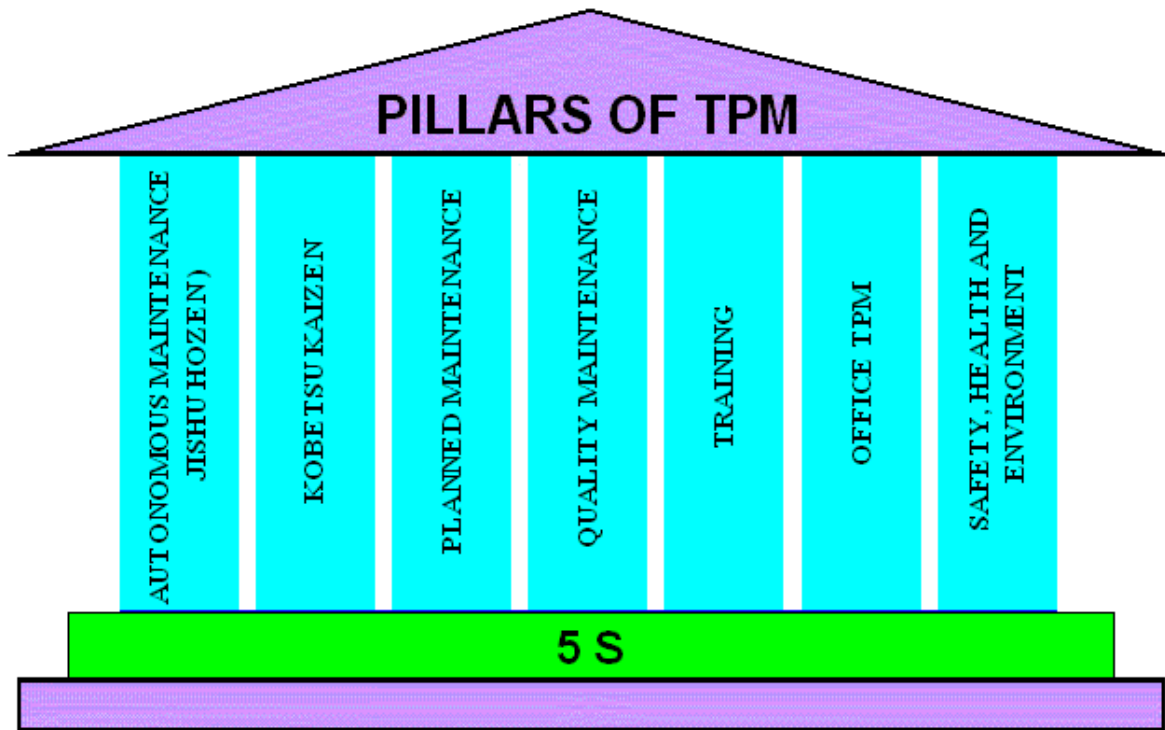 PILLARS OF TPM
AUTONOMOUS MAINTENANCE
JISHU HOZEN)
KOBETSU KAIZEN
PLANNED MAINTENANCE
QUALITY MAINTENANCE
TRAINING
OFFICE TPM
SAFETY, HEALTH AND
ENVIRONMENT
5 S